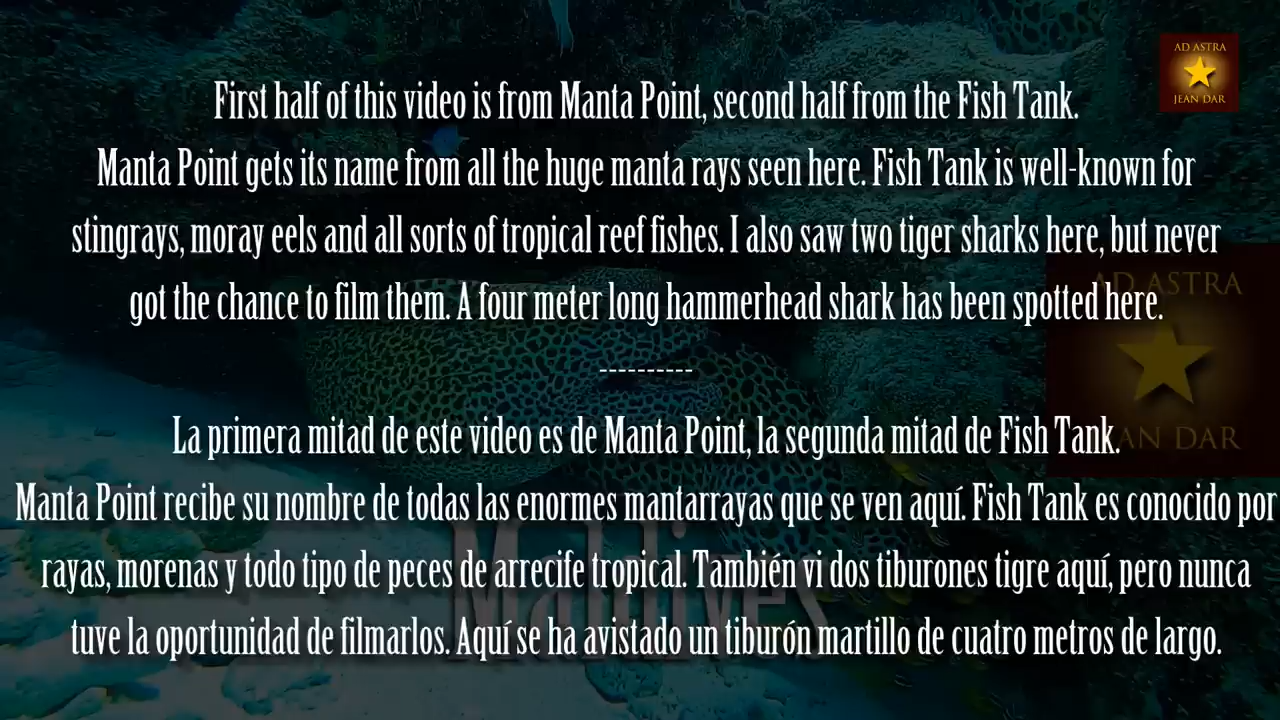 AD ASTRA
JEAN DAR
First half of this video is from Manta Point, second half from the Fish Tank.
Manta Point gets its name from all the huge manta rays seen here. Fish Tank is well-known for
stingrays, moray eels and all sorts of tropical reef fishes. I also saw two tiger sharks here, but never
got the chance to film them. A four meter long hammerhead shark has been spotted here.
AD ASTRA
----------
La primera mitad de este video es de Manta Point, la segunda mitad de Fish Tank.
JEAN DAR
Manta Point recibe su nombre de todas las enormes mantarrayas que se ven aquí. Fish Tank es conocido por
rayas, morenas y todo tipo de peces de arrecife tropical. También vi dos tiburones tigre aquí, pero nunca
Maldives
tuve la oportunidad de filmarlos. Aquí se ha avistado un tiburón martillo de cuatro metros de largo.